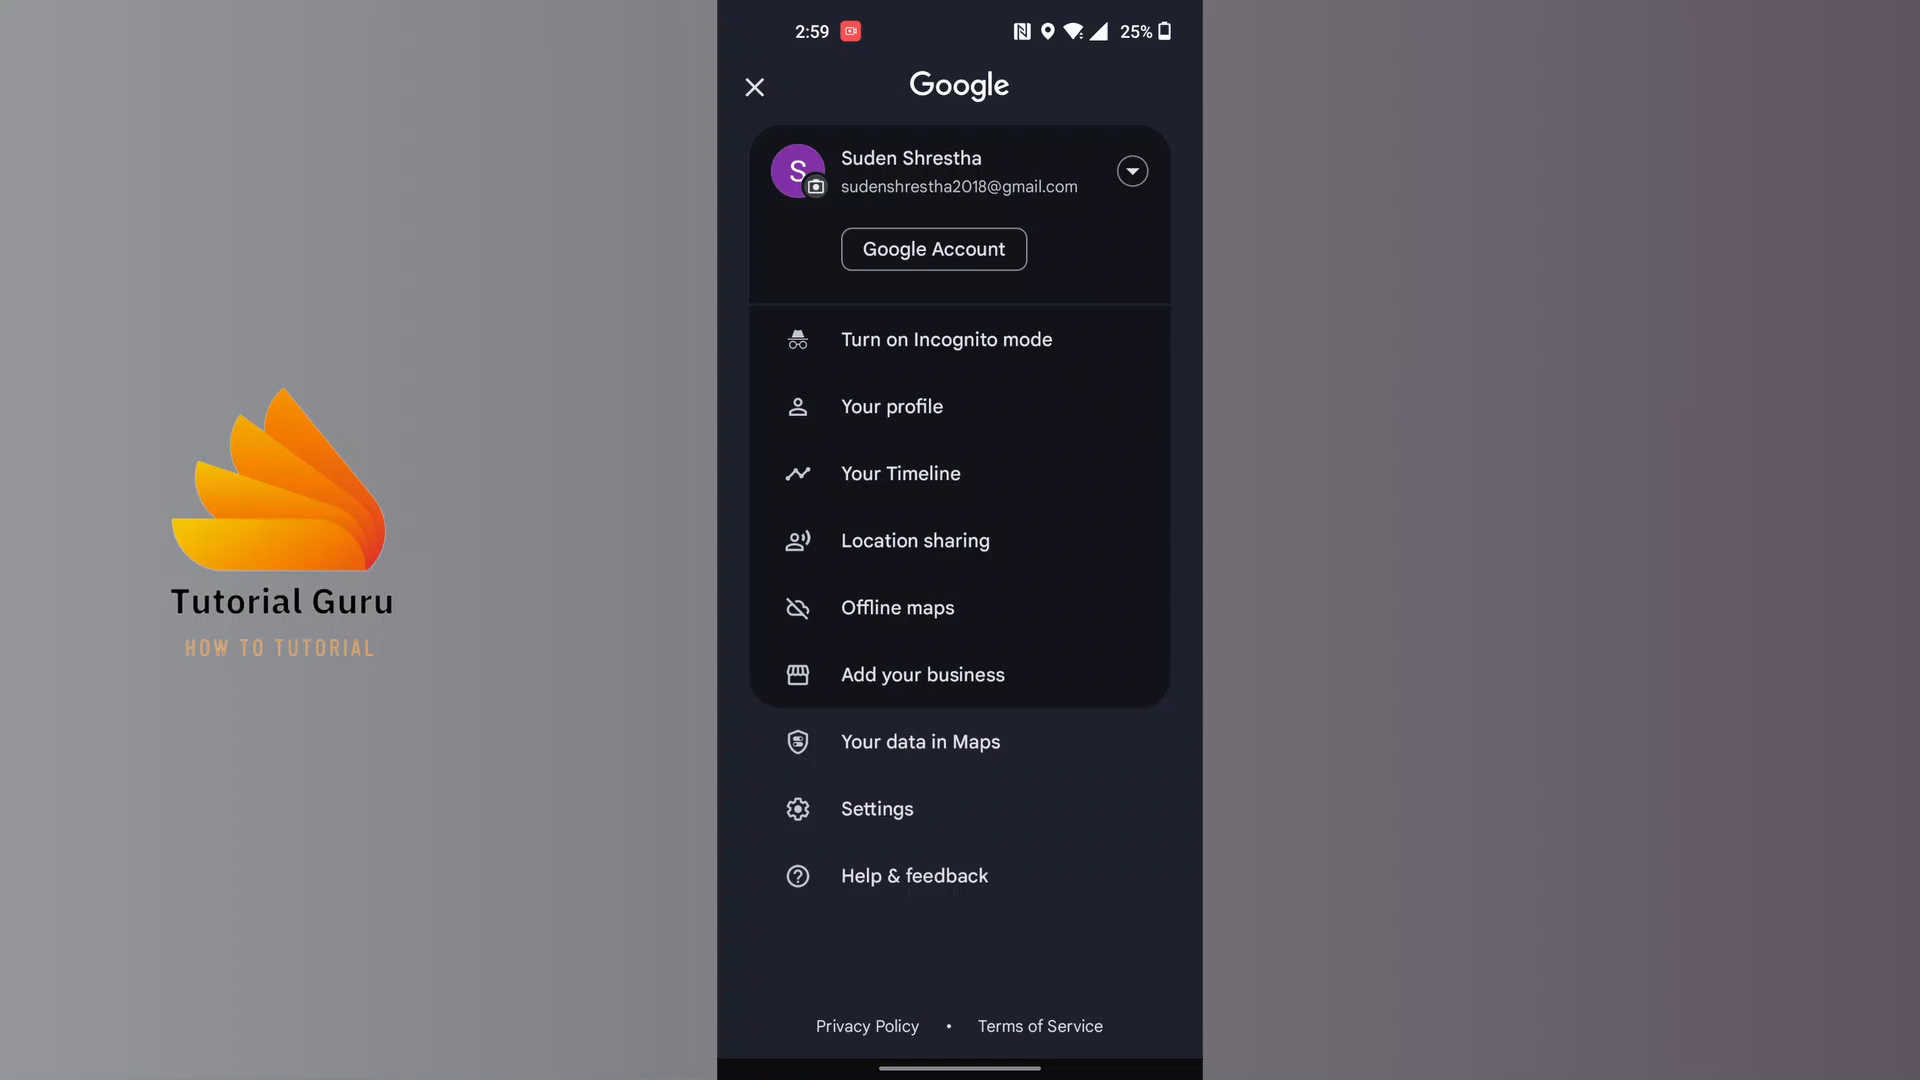 2:59
25%
Google
S
Suden Shrestha
sudenshrestha2018@gmail.com
Google Account
Turn on Incognito mode
Your profile
Your Timeline
Location sharing
Offline maps
Add your business
Your data in Maps
Settings
Help & feedback
Privacy Policy • Terms of Service
Tutorial Guru
HOW TO TUTORIAL